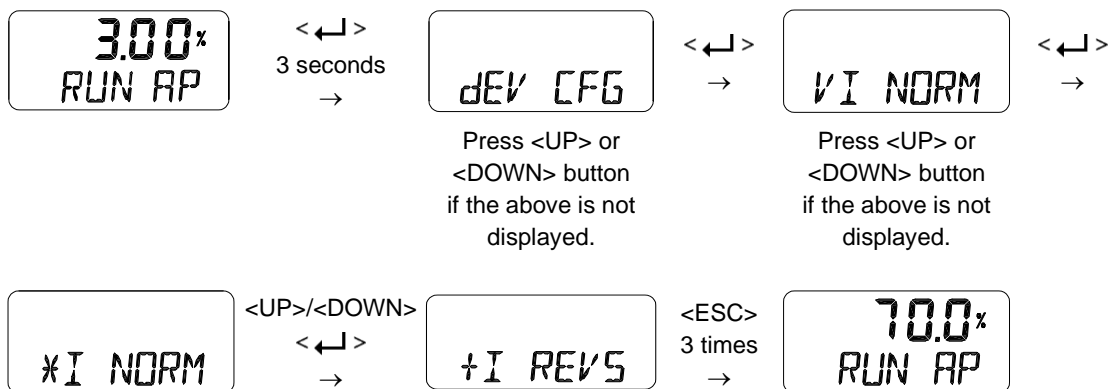 3.00%
RUN AP
<↵>
3 seconds
→
dEV CFG
Press <UP> or
<DOWN> button
if the above is not
displayed.
<↵>
→
VI NORM
Press <UP> or
<DOWN> button
if the above is not
displayed.
<↵>
→
*I NORM
<UP>/<DOWN>
<↵>
→
+I REVS
<ESC>
3 times
→
70.0%
RUN AP